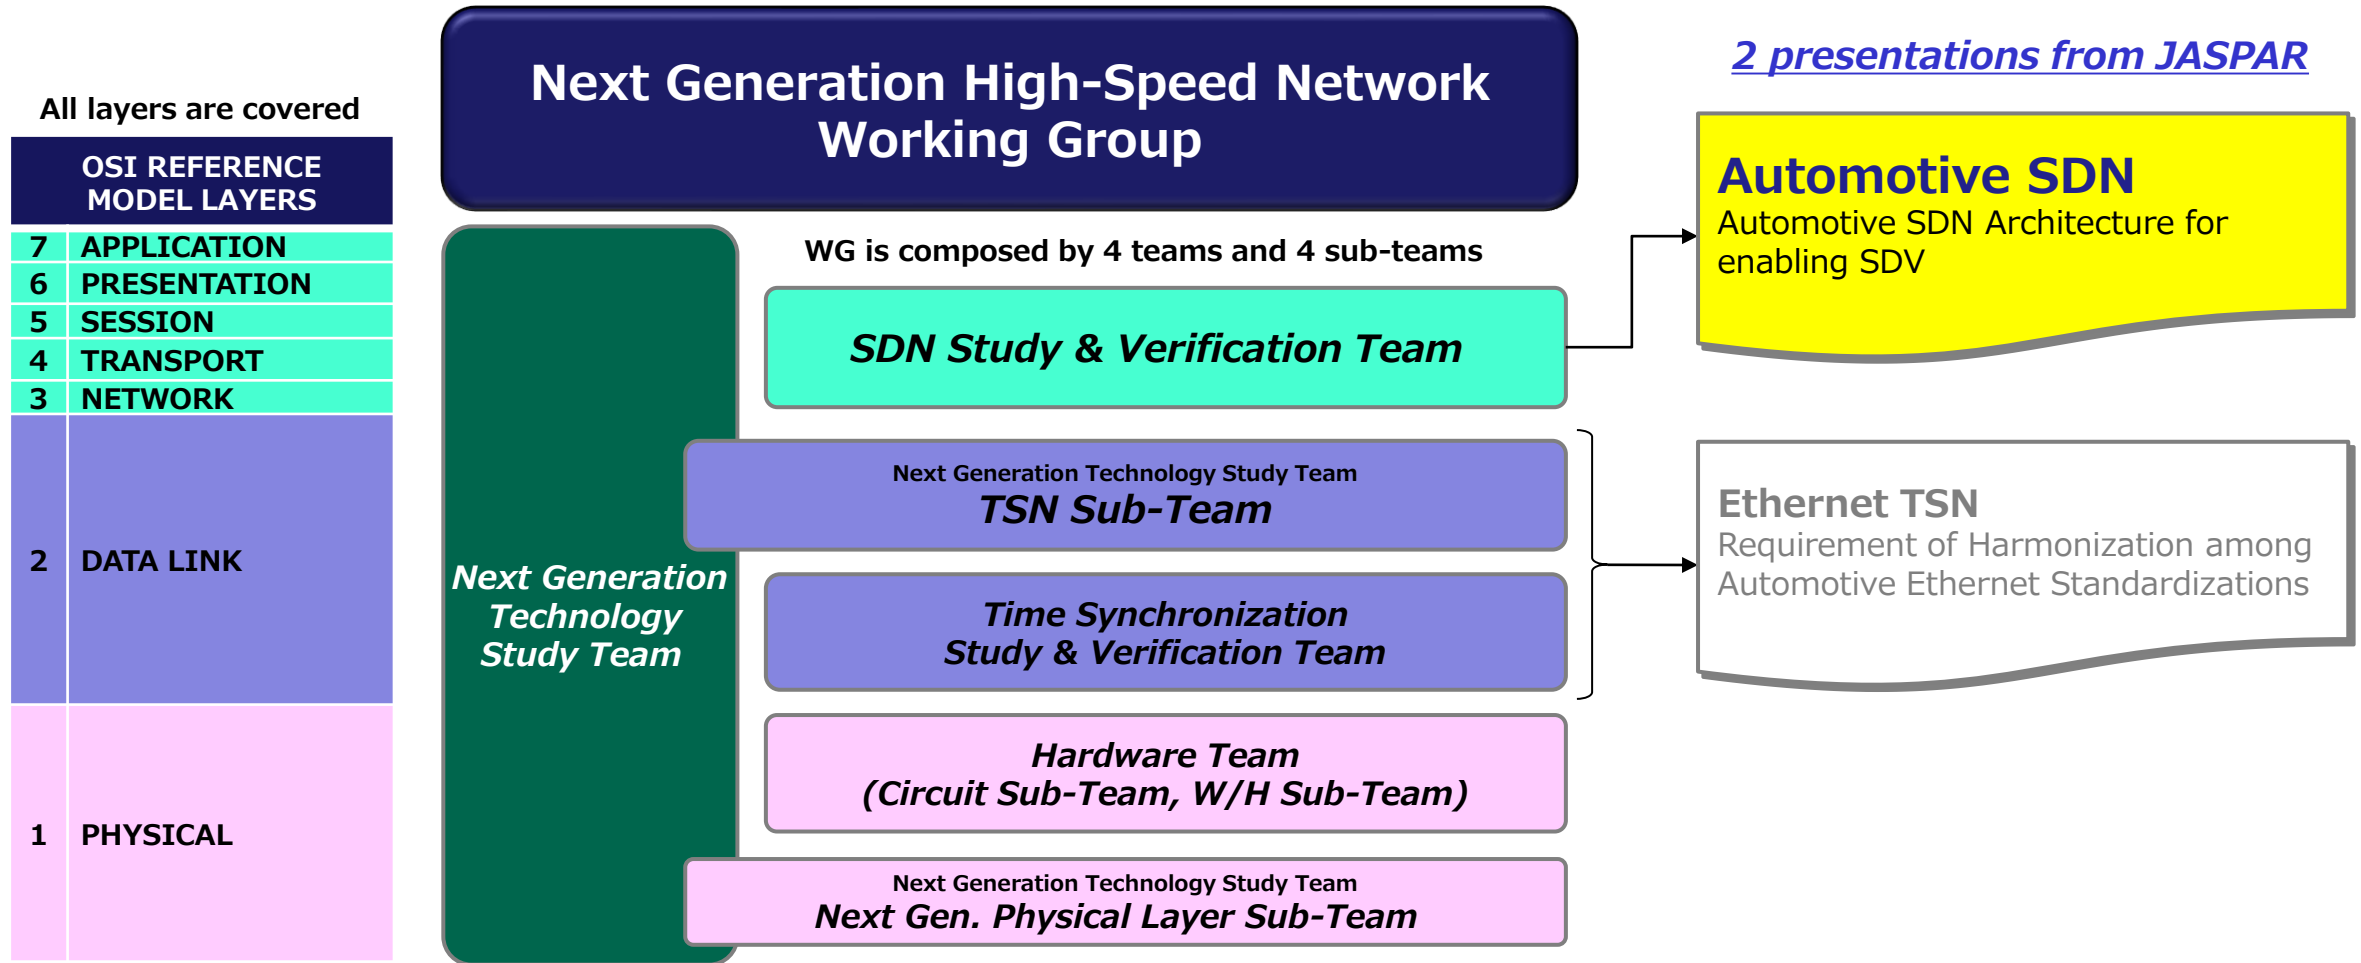 All layers are covered
OSI REFERENCE
MODEL LAYERS
7 APPLICATION
6 PRESENTATION
5 SESSION
4 TRANSPORT
3 NETWORK
2 DATA LINK
1 PHYSICAL
Next Generation High-Speed Network
Working Group
WG is composed by 4 teams and 4 sub-teams
Next Generation
Technology
Study Team
SDN Study & Verification Team
Next Generation Technology Study Team
TSN Sub-Team
Time Synchronization
Study & Verification Team
Hardware Team
(Circuit Sub-Team, W/H Sub-Team)
Next Generation Technology Study Team
Next Gen. Physical Layer Sub-Team
2 presentations from JASPAR
Automotive SDN
Automotive SDN Architecture for
enabling SDV
Ethernet TSN
Requirement of Harmonization among
Automotive Ethernet Standardizations